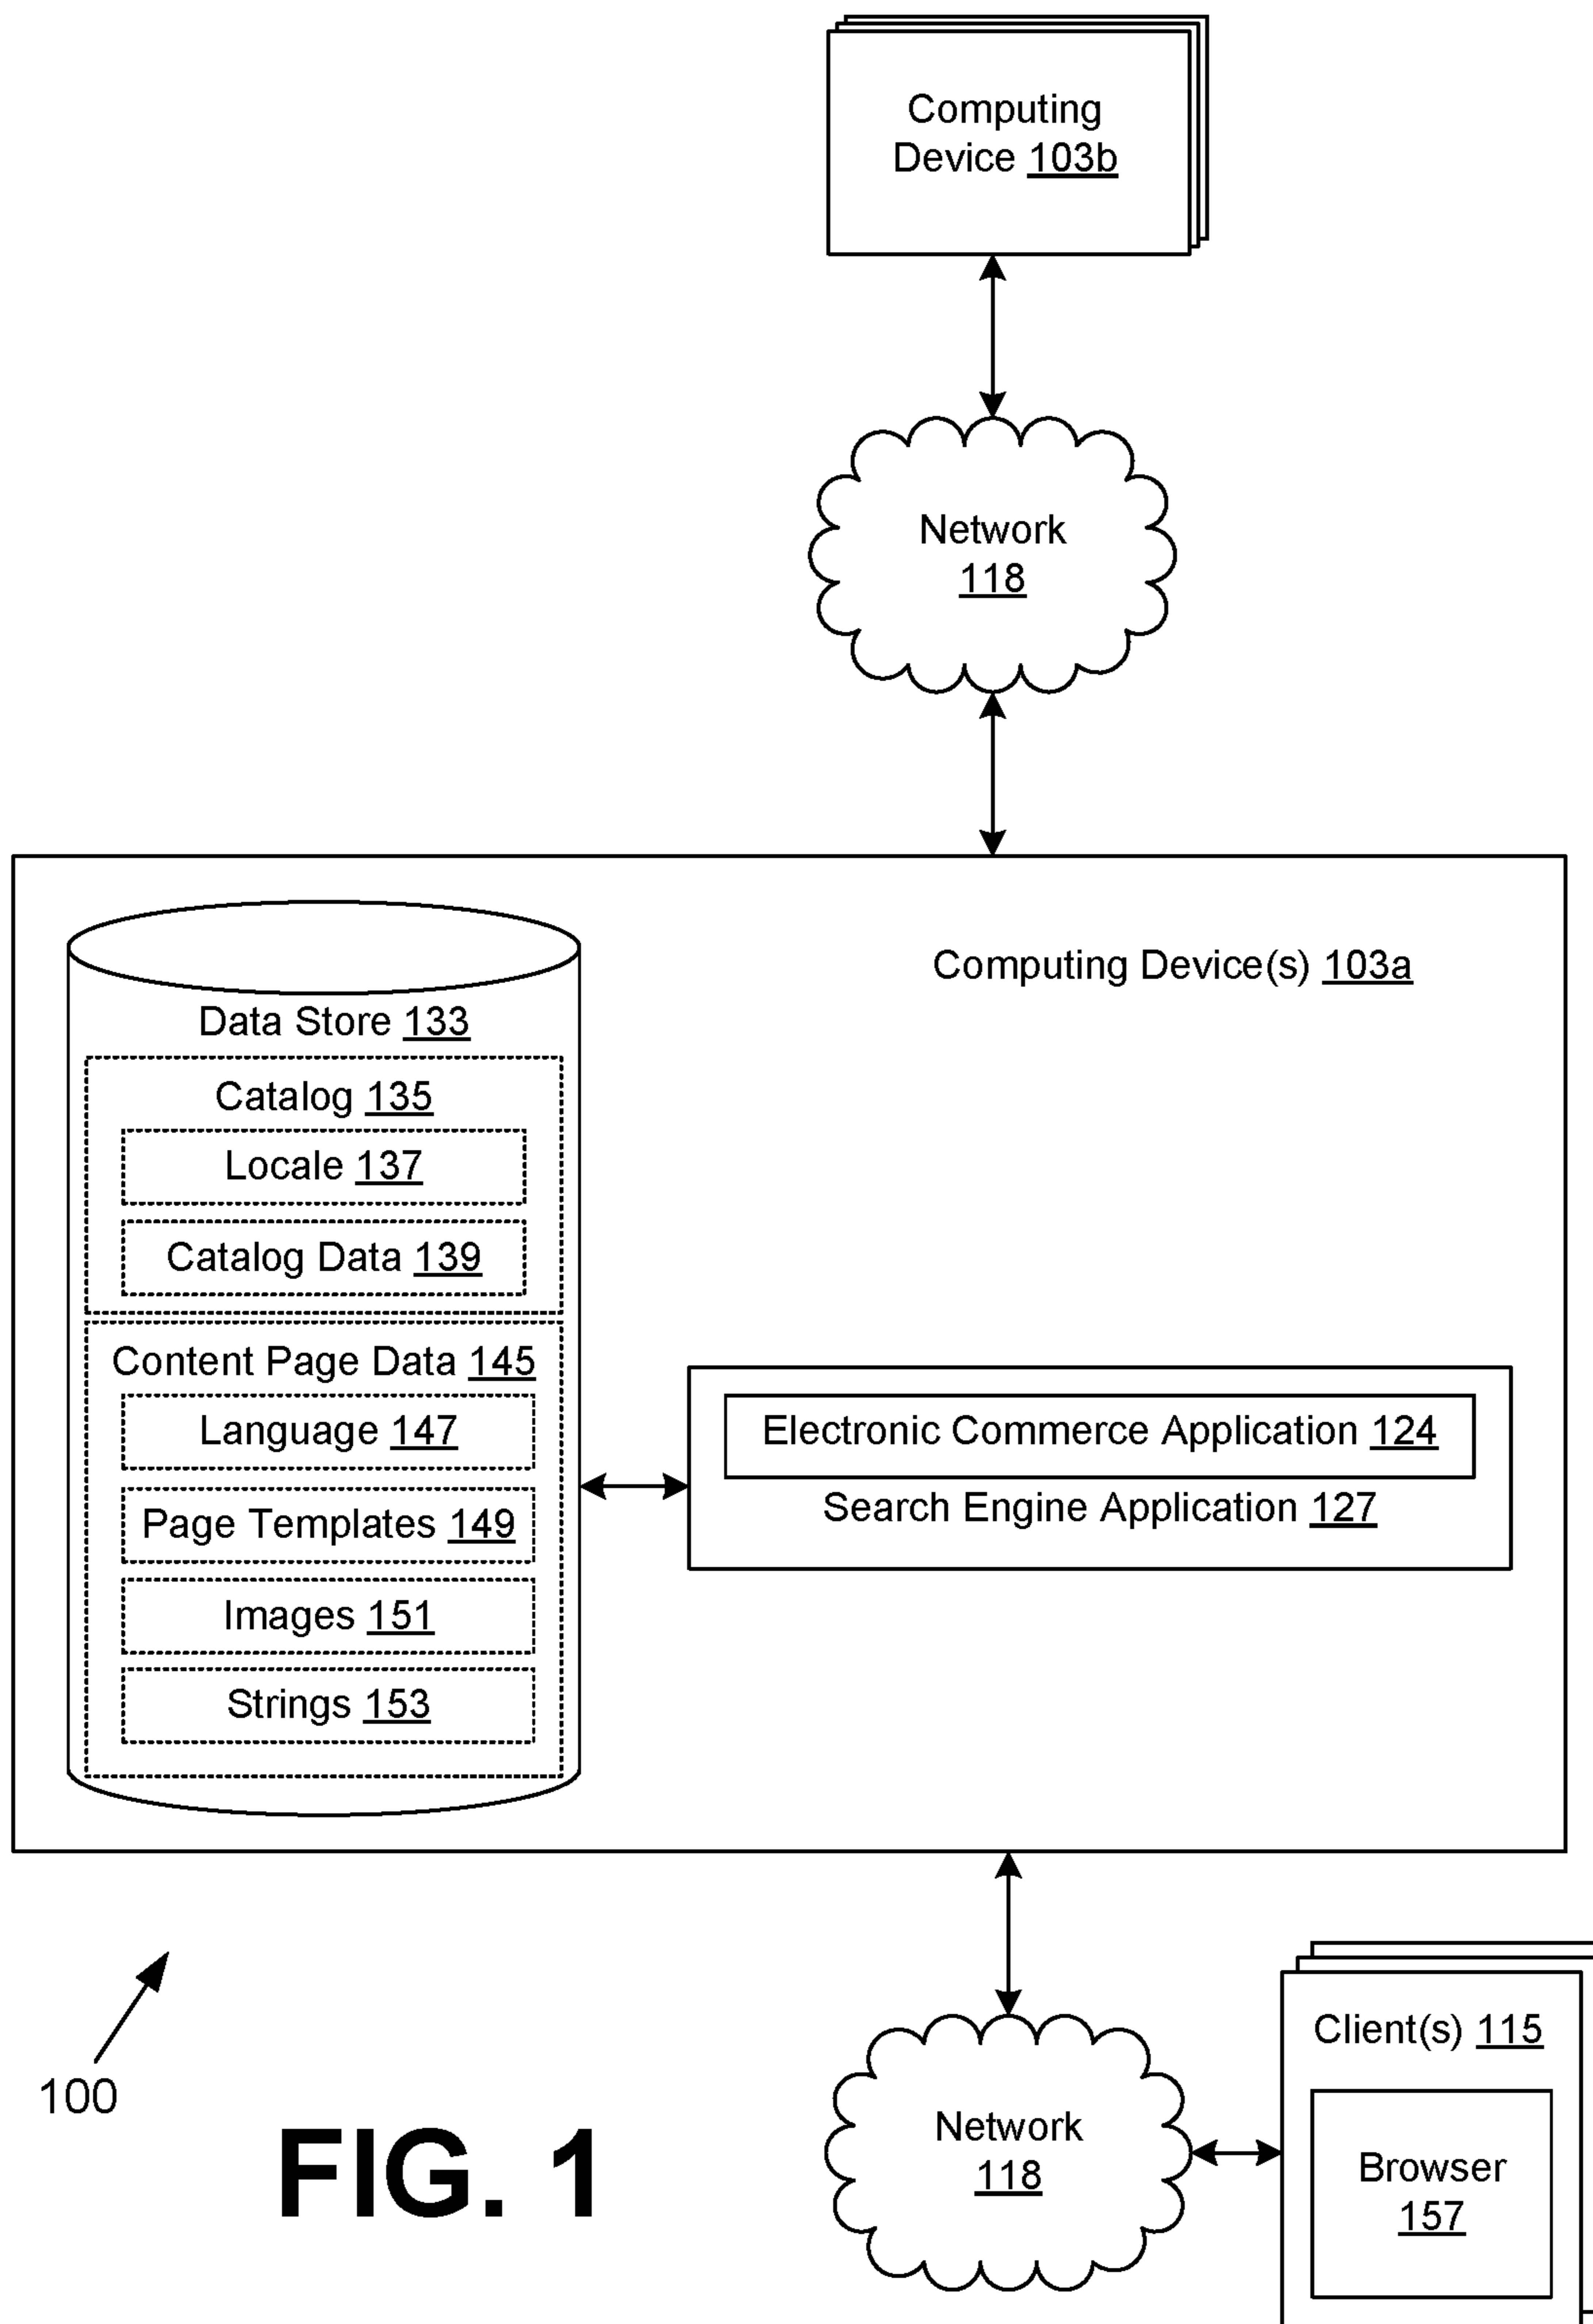 Computing
Device 103b
Network
118
Computing Device(s) 103a
Data Store 133
Catalog 135
Locale 137
Catalog Data 139
Content Page Data 145
Language 147
Page Templates 149
Images 151
Strings 153
Electronic Commerce Application 124
Search Engine Application 127
Client(s) 115
Network
118
Browser
157
100
FIG. 1